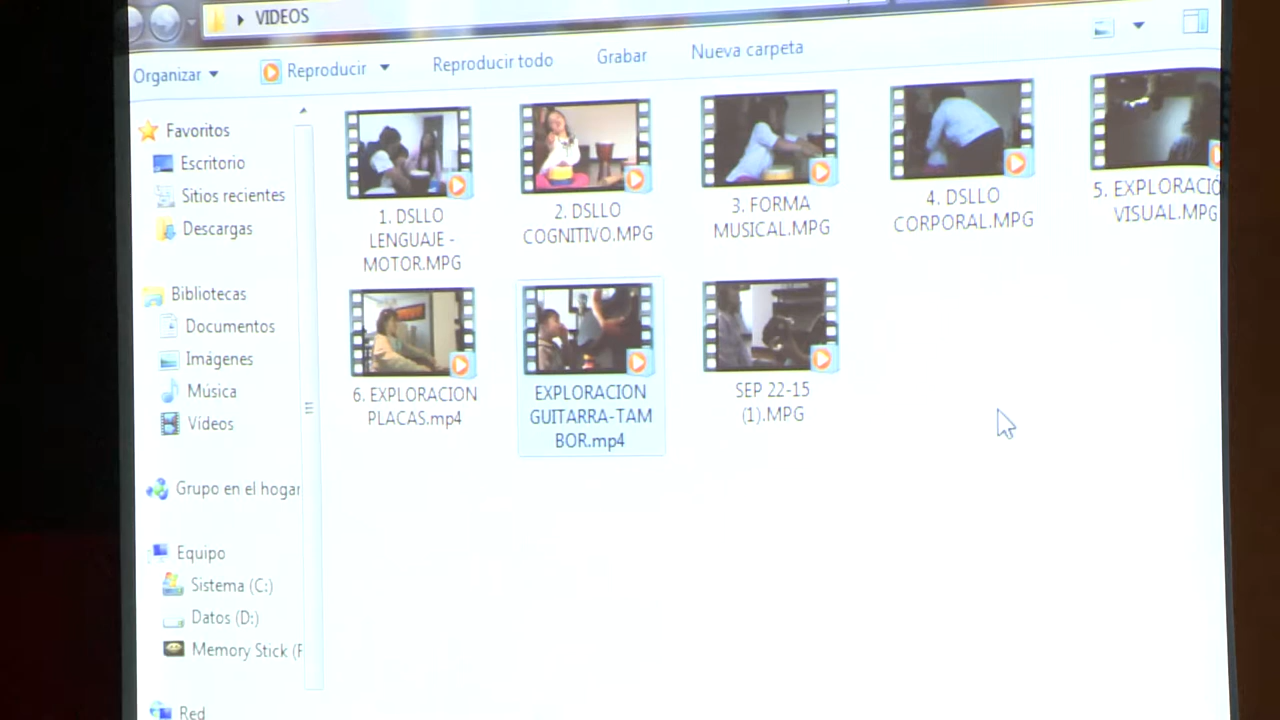 VIDEOS
Organizar
Reproducir
Reproducir todo
Grabar
Nueva carpeta
Favoritos
Escritorio
Sitios recientes
Descargas
Bibliotecas
Documentos
Imágenes
Música
Vídeos
Grupo en el hogar
Equipo
Sistema (C:)
Datos (D:)
Memory Stick (F
Red
1. DSLLO
LENGUAJE -
MOTOR.MPG
2. DSLLO
COGNITIVO.MPG
3. FORMA
MUSICAL.MPG
4. DSLLO
CORPORAL.MPG
5. EXPLORACIO
VISUAL.MPG
6. EXPLORACION
PLACAS.mp4
EXPLORACION
GUITARRA-TAM
BOR.mp4
SEP 22-15
(1).MPG